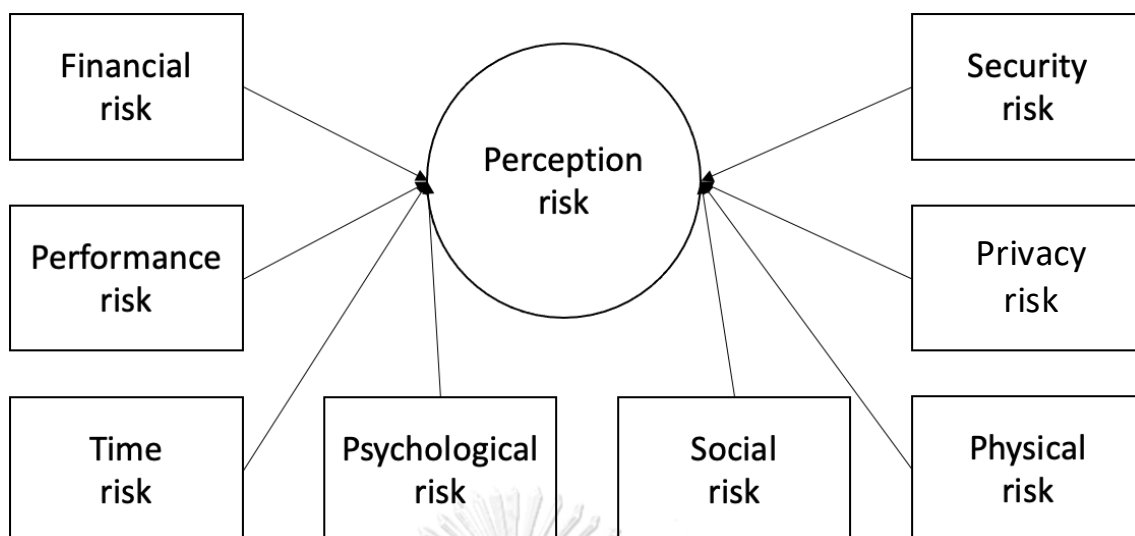 Financial
risk
Perception
risk
Security
risk
Performance
risk
Privacy
risk
Time
risk
Psychological
risk
Social
risk
Physical
risk